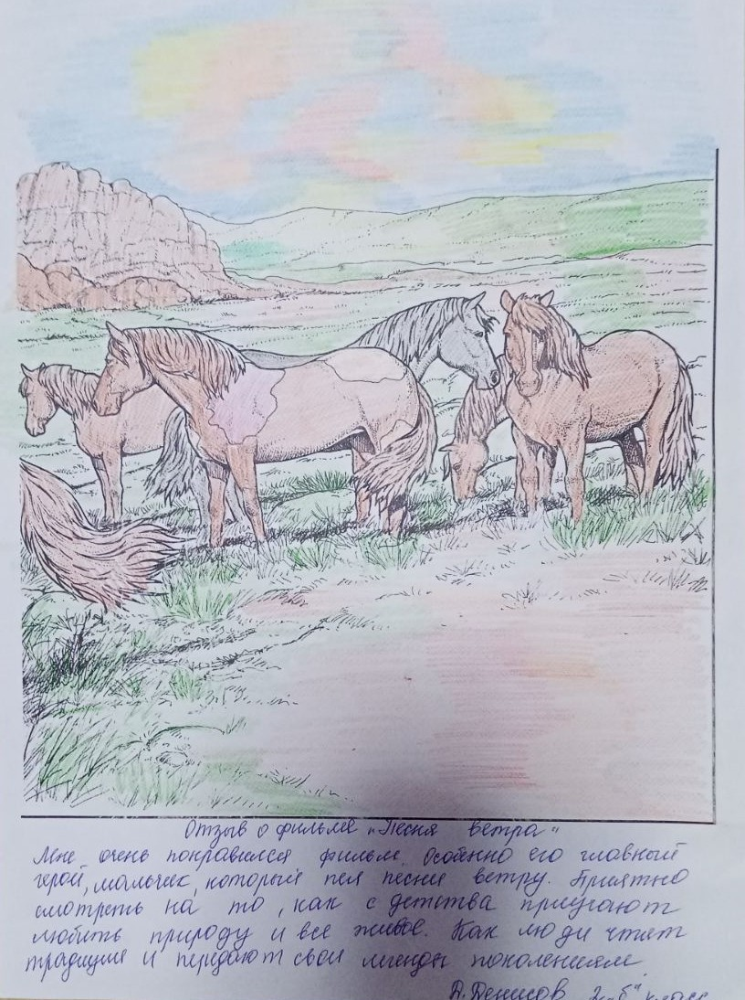 Отзыв о фильме „Песня ветра"
Мне очень понравился фильм, особенно его главный
герой, мальчик, который пел песни ветру. Приятно
смотреть на то, как с детства приучают
любить природу и все живое. Как люди чтят
традиции и передают свои легенды поколениям.
Д. Денисов 2„Б" класс